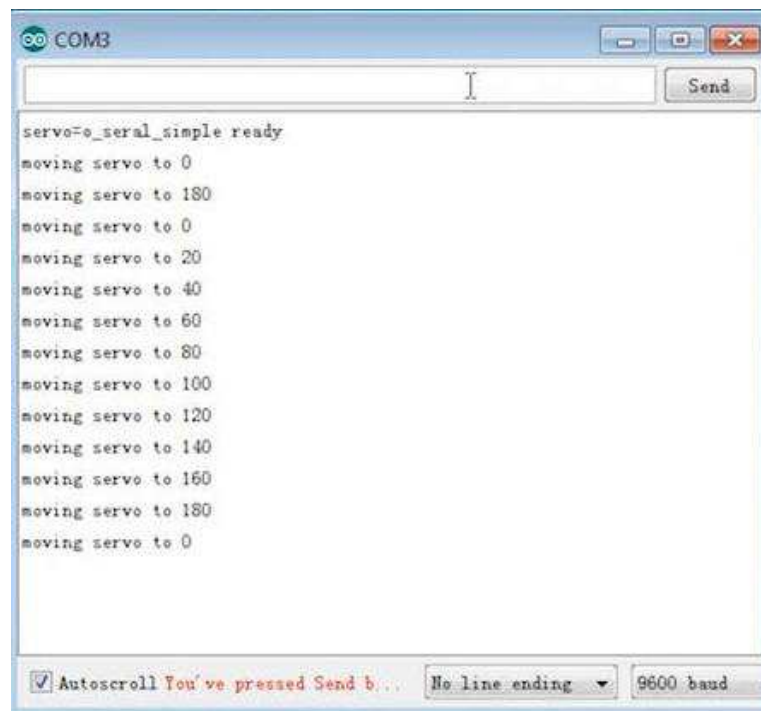 COM3
Send
servo=o_seral_simple ready
moving servo to 0
moving servo to 180
moving servo to 0
moving servo to 20
moving servo to 40
moving servo to 60
moving servo to 80
moving servo to 100
moving servo to 120
moving servo to 140
moving servo to 160
moving servo to 180
moving servo to 0
Autoscroll You've pressed Send b... No line ending 9600 baud